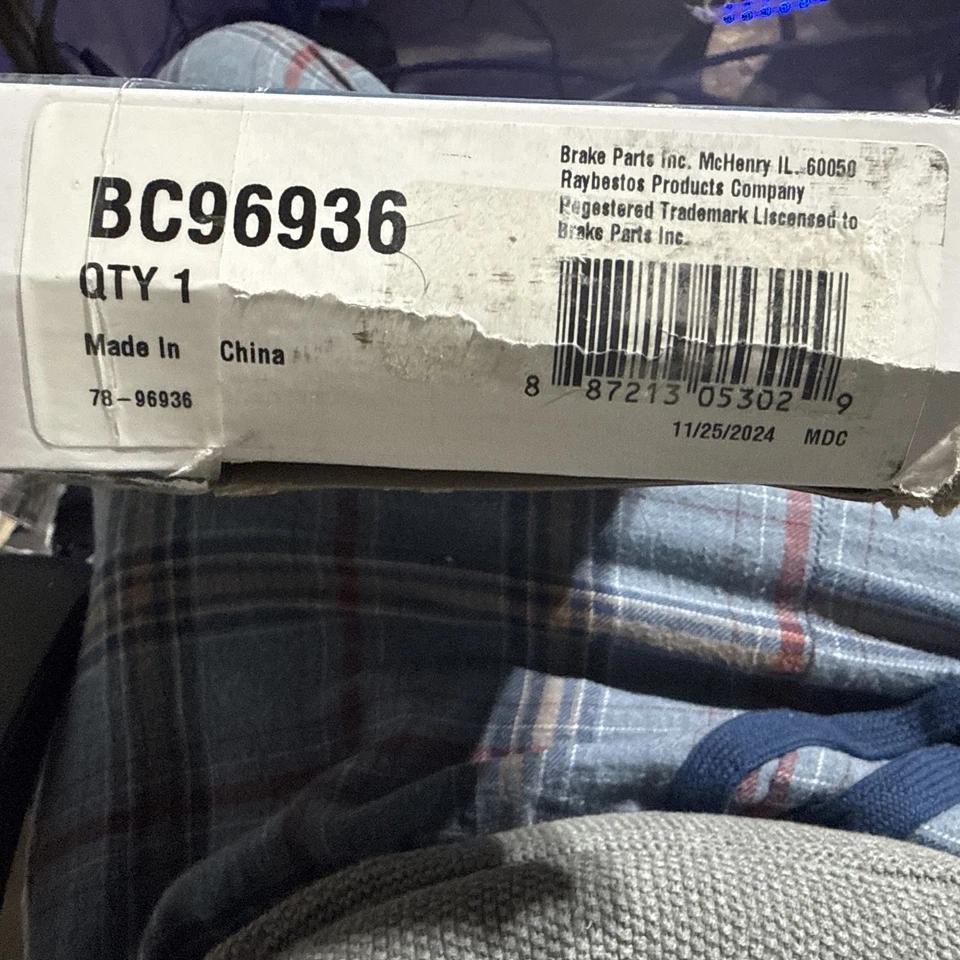 BC96936
QTY 1
Made In China
78-96936
Brake Parts Inc. McHenry IL. 60050
Raybestos Products Company
Regestered Trademark Liscensed to
Brake Parts Inc.
8 87213 05302 9
11/25/2024 MDC